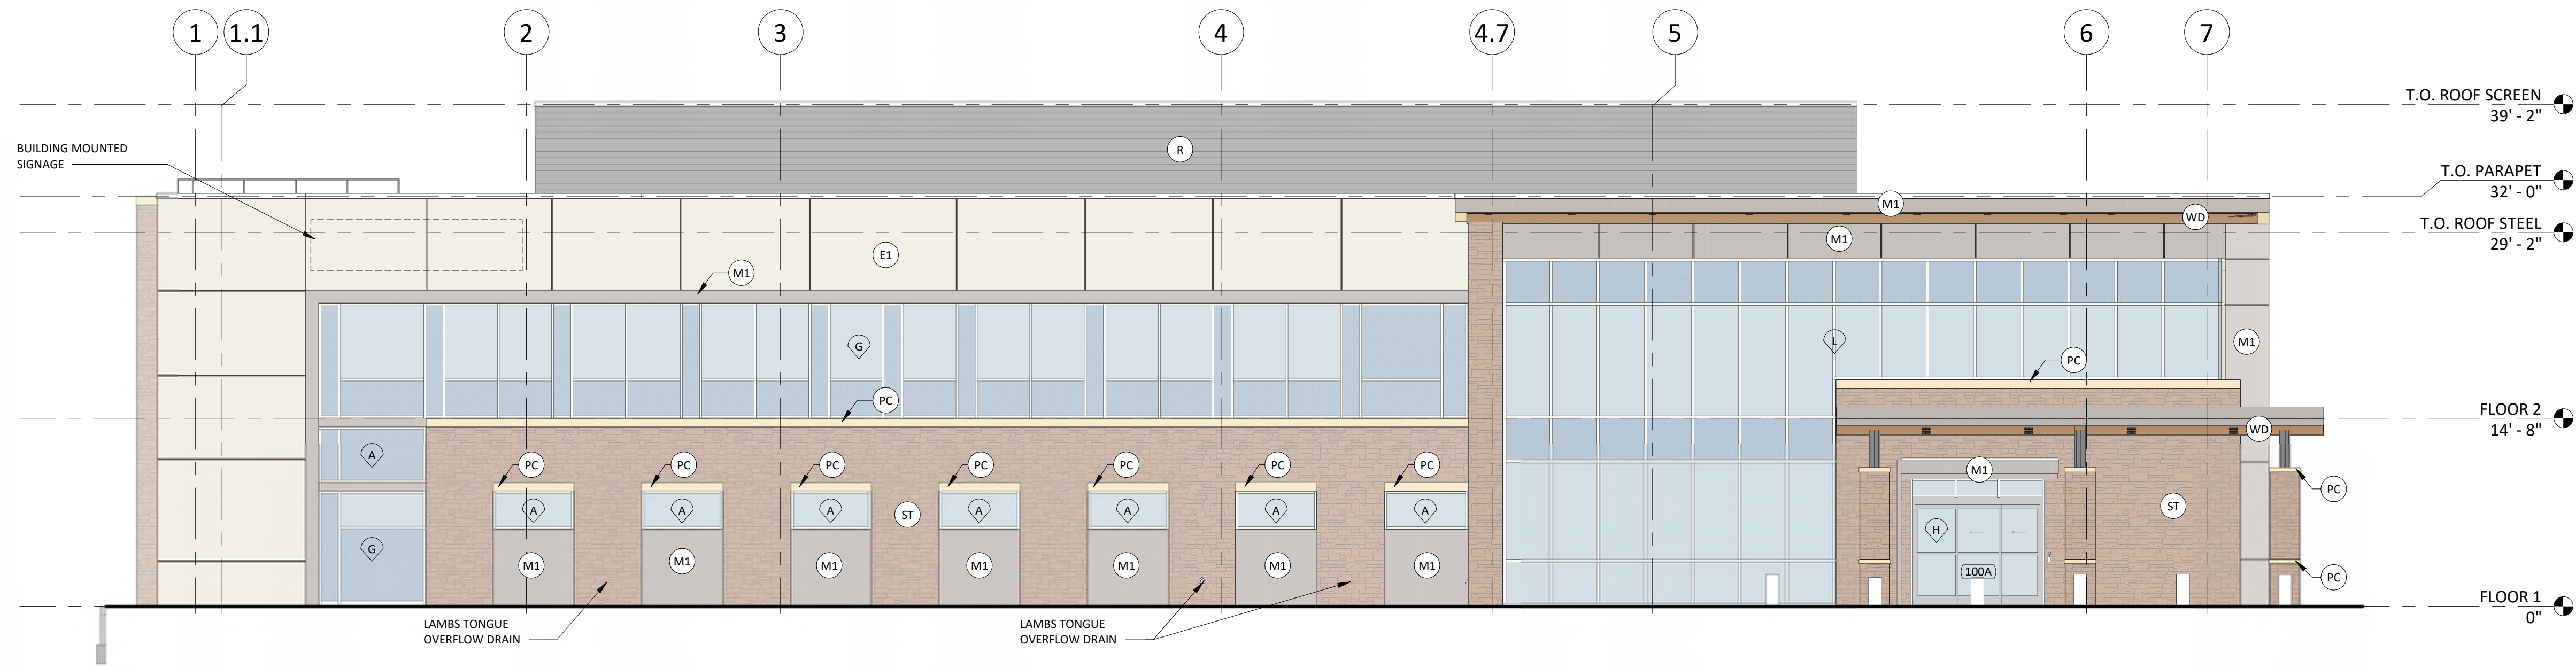 1
1.1
2
3
4
4.7
5
6
7
T.O. ROOF SCREEN
39' - 2"
R
BUILDING MOUNTED
SIGNAGE
T.O. PARAPET
32' - 0"
M1
WD
T.O. ROOF STEEL
29' - 2"
M1
E1
M1
G
L
M1
PC
PC
FLOOR 2
14' - 8"
WD
A
PC
PC
PC
PC
PC
PC
PC
M1
PC
A
A
A
ST
A
A
A
A
ST
H
G
M1
M1
M1
M1
M1
M1
M1
100A
PC
FLOOR 1
0"
LAMBS TONGUE
OVERFLOW DRAIN
LAMBS TONGUE
OVERFLOW DRAIN